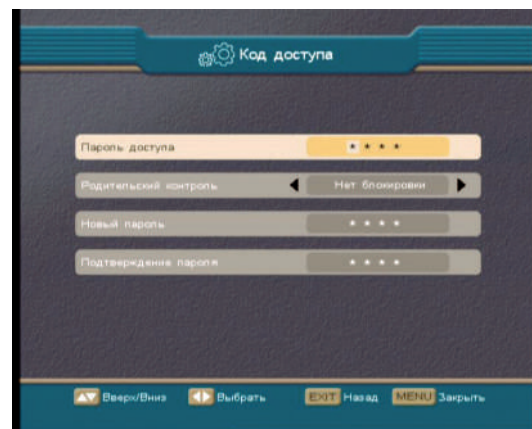 Код доступа
Пароль доступа * * * *
Родительский контроль Нет блокировки
Новый пароль * * * *
Подтверждение пароля * * * *
Вверх/Вниз Выбрать EXIT Назад MENU Закрыть